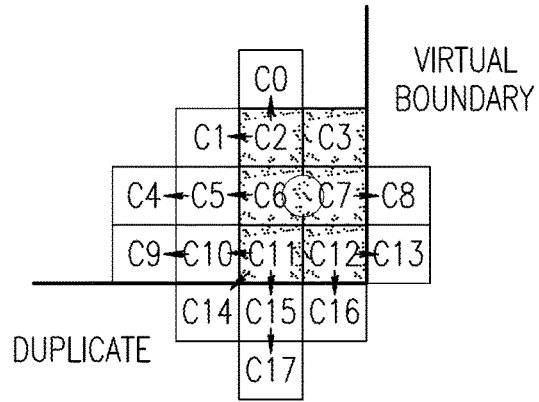 C0
VIRTUAL
BOUNDARY
C1 C2 C3
C4 C5 C6 C7 C8
C9 C10 C11 C12 C13
C14 C15 C16
DUPLICATE
C17